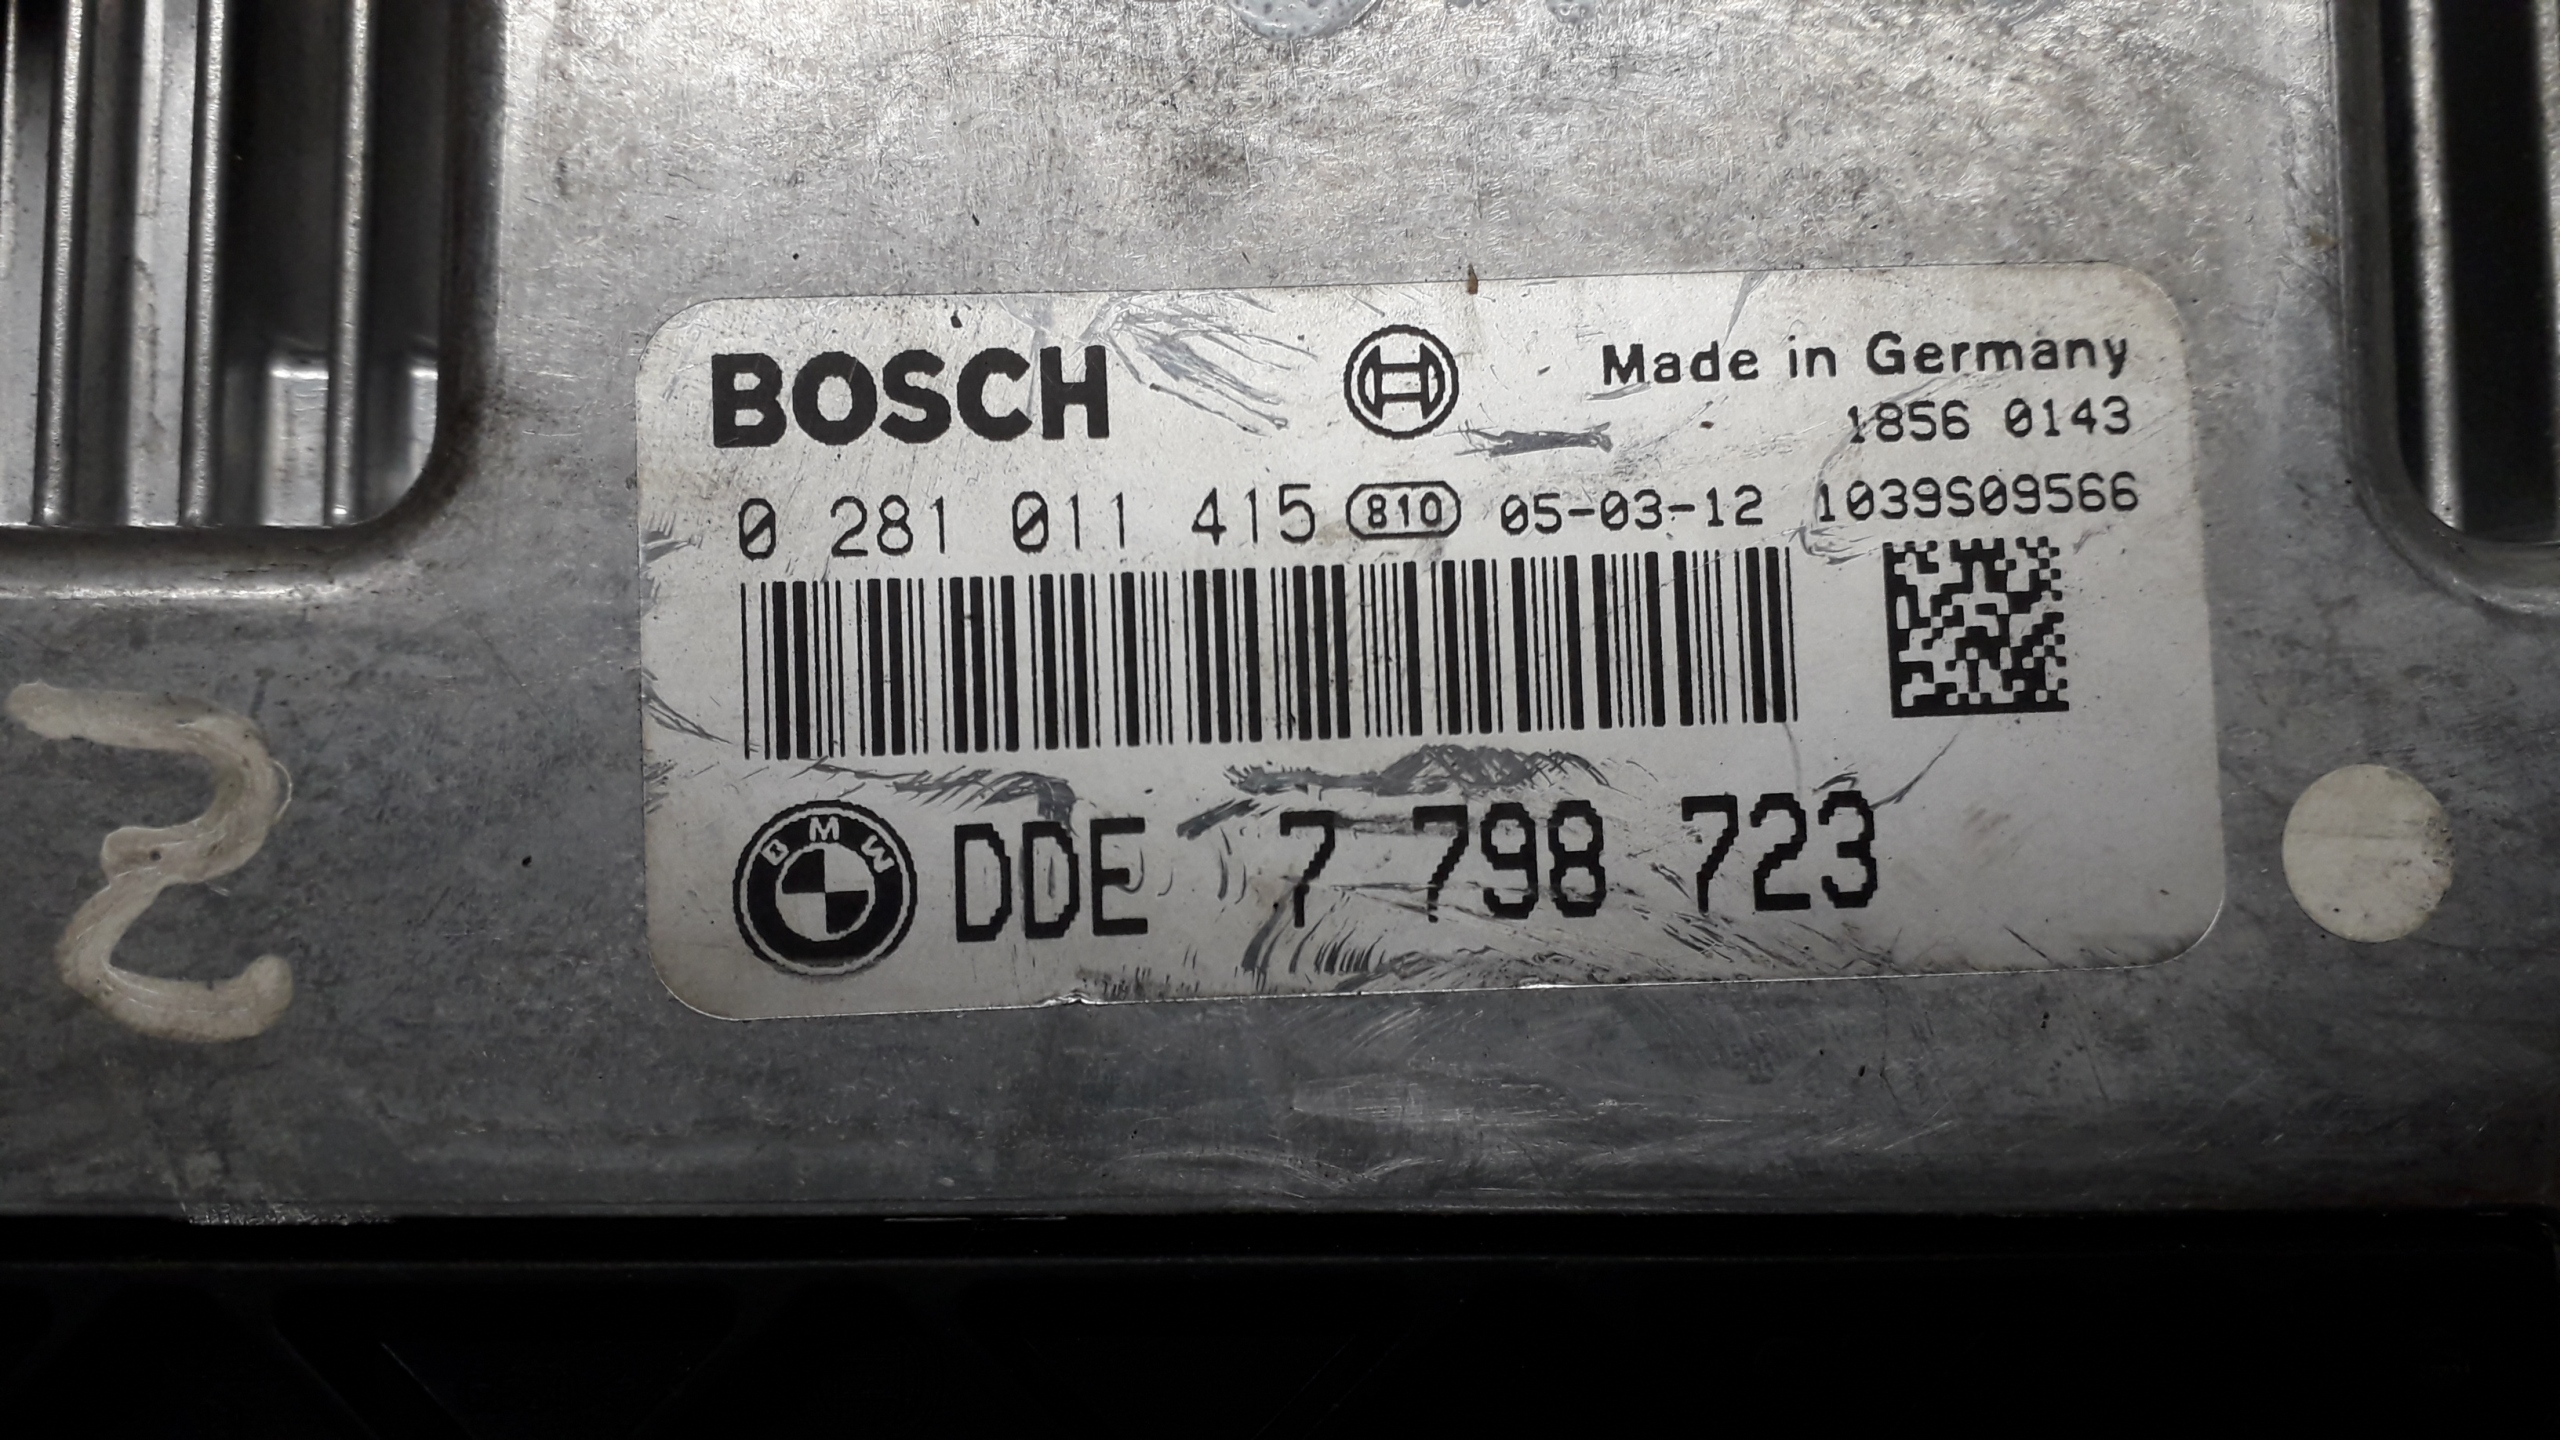 BOSCH
Made in Germany
1856 0143
0 281 011 415 810 05-03-12 1039S09566
BMW DDE 7 798 723
2